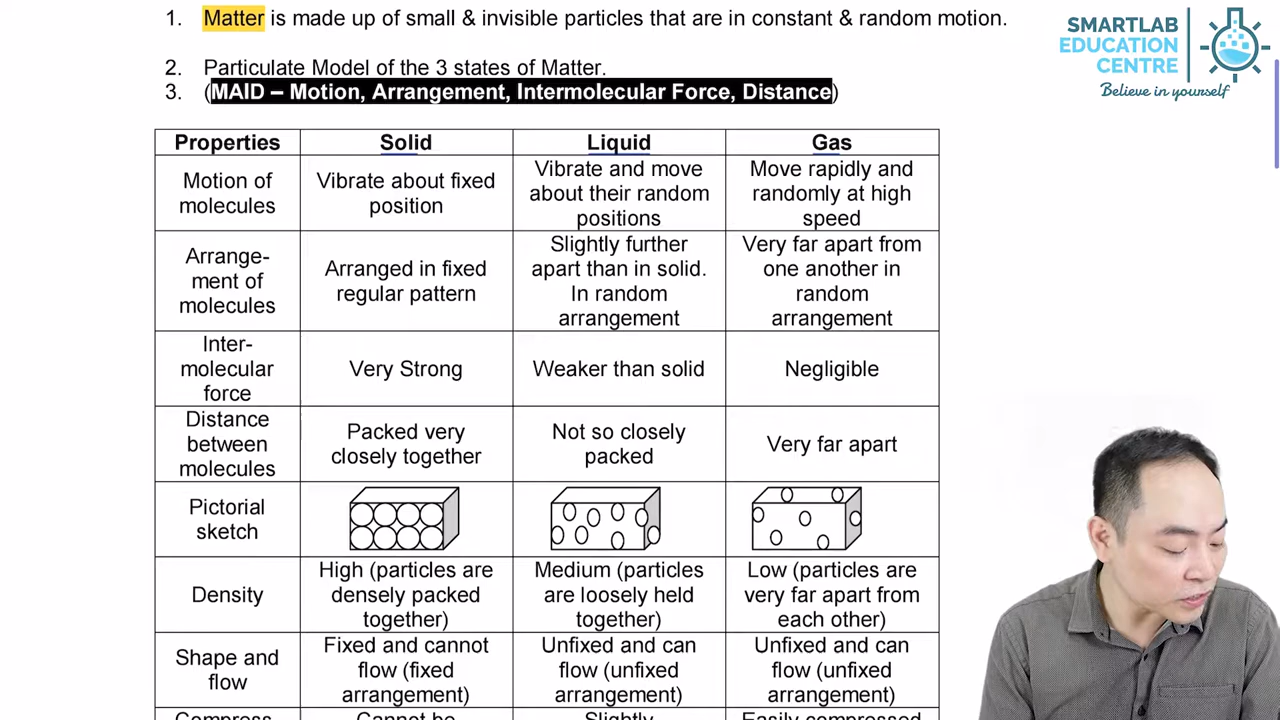 1. Matter is made up of small & invisible particles that are in constant & random motion.
SMARTLAB
EDUCATION
CENTRE
Believe in yourself
2. Particulate Model of the 3 states of Matter.
3. (MAID – Motion, Arrangement, Intermolecular Force, Distance)
Properties Solid Liquid Gas
Motion of
molecules
Vibrate about fixed
position
Vibrate and move
about their random
positions
Move rapidly and
randomly at high
speed
Arrange-
ment of
molecules
Arranged in fixed
regular pattern
Slightly further
apart than in solid.
In random
arrangement
Very far apart from
one another in
random
arrangement
Inter-
molecular
force
Very Strong
Weaker than solid
Negligible
Distance
between
molecules
Packed very
closely together
Not so closely
packed
Very far apart
Pictorial
sketch
Density
High (particles are
densely packed
together)
Medium (particles
are loosely held
together)
Low (particles are
very far apart from
each other)
Shape and
flow
Fixed and cannot
flow (fixed
arrangement)
Unfixed and can
flow (unfixed
arrangement)
Unfixed and can
flow (unfixed
arrangement)
Compress-
Cannot be
Slightly
Easily compressed